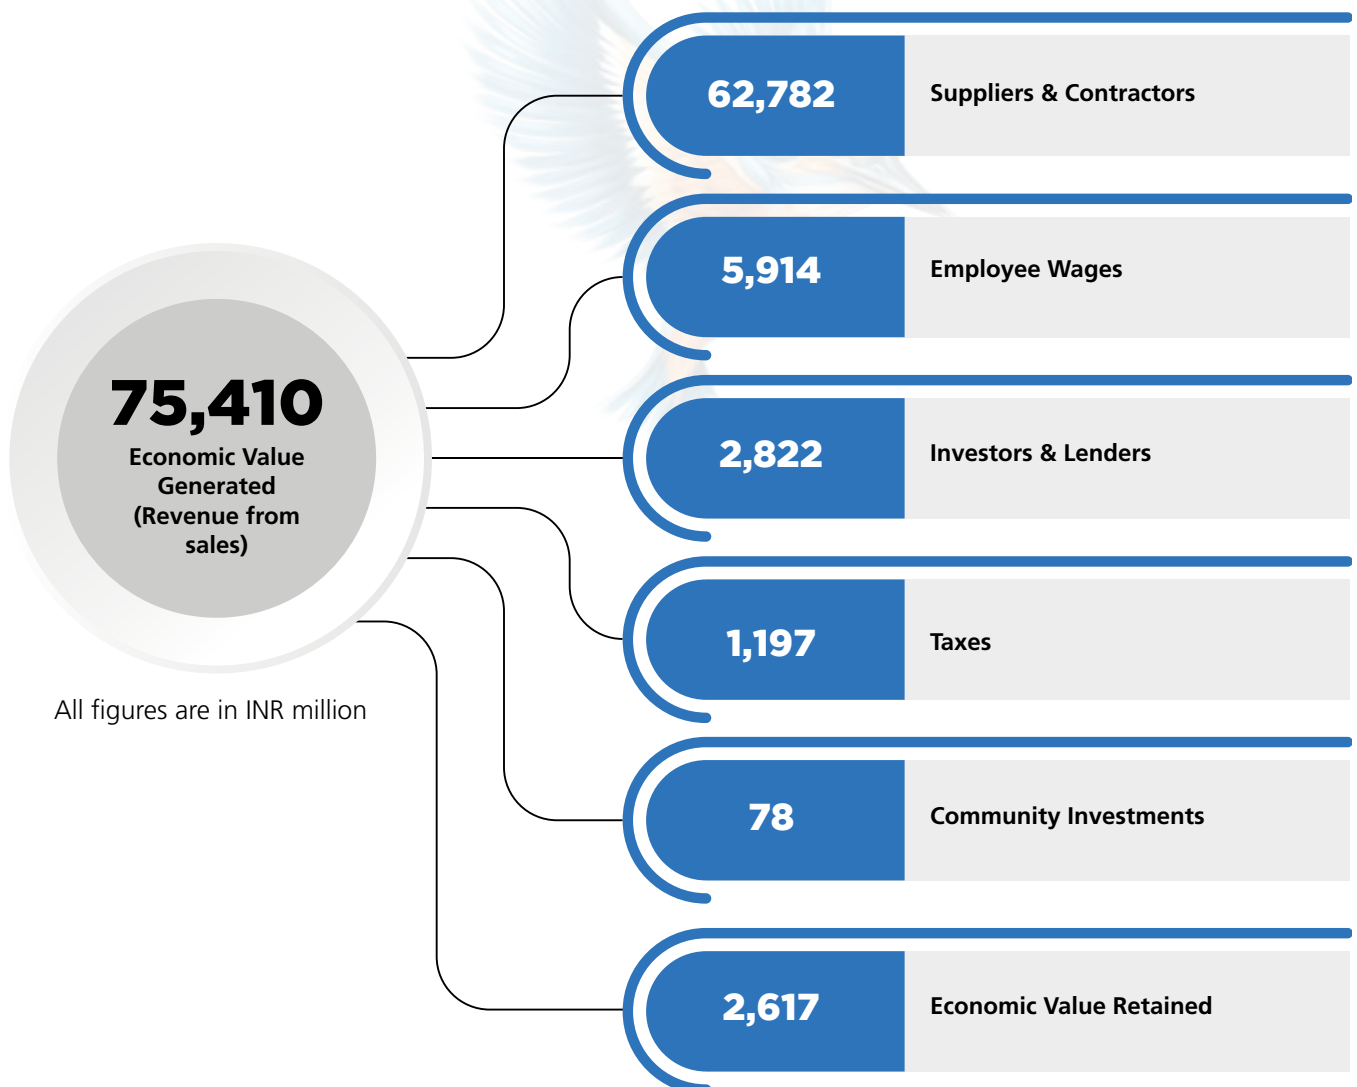 75,410
Economic Value
Generated
(Revenue from
sales)
All figures are in INR million
62,782
Suppliers & Contractors
5,914
Employee Wages
2,822
Investors & Lenders
1,197
Taxes
78
Community Investments
2,617
Economic Value Retained